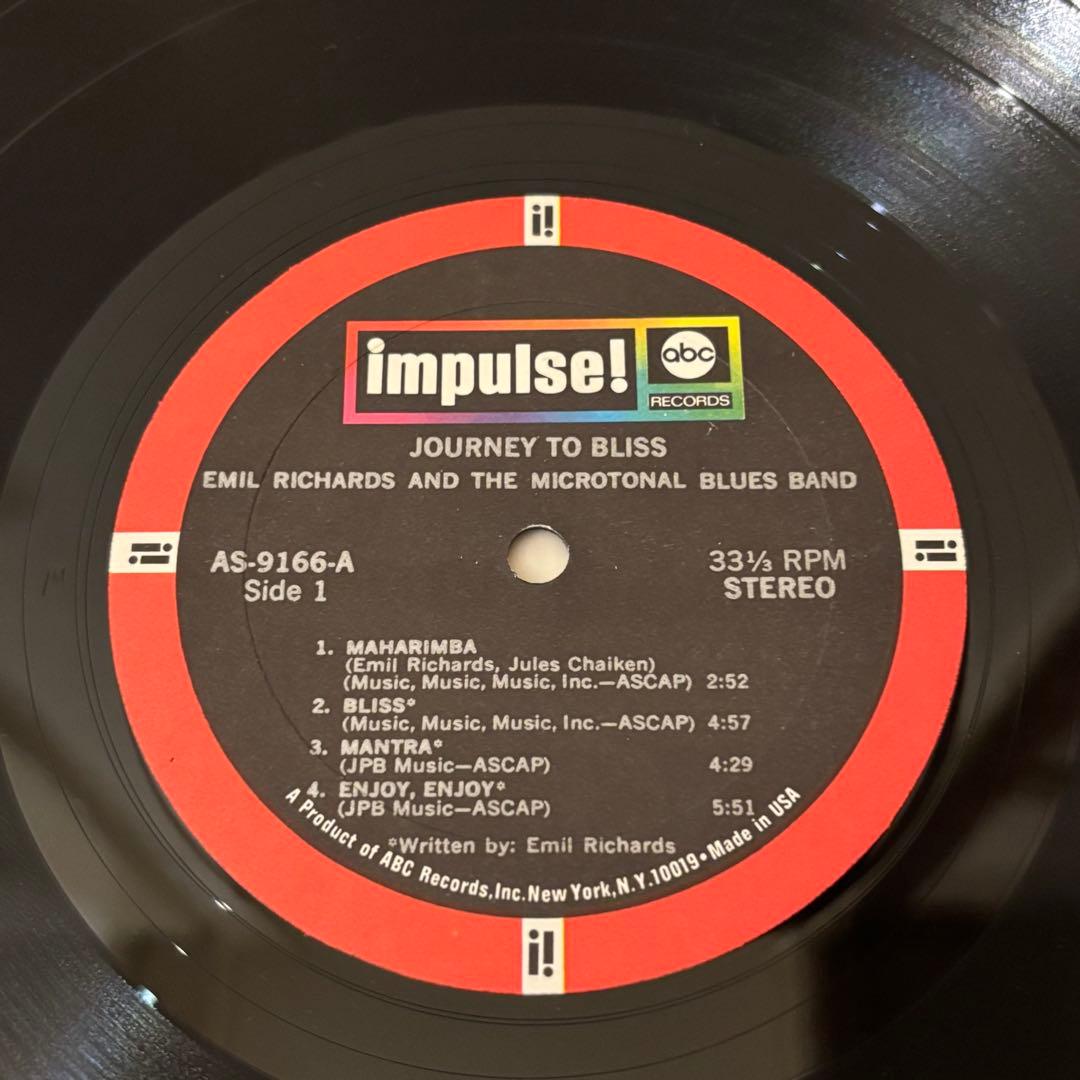 i!
impulse!
abc
RECORDS
JOURNEY TO BLISS
EMIL RICHARDS AND THE MICROTONAL BLUES BAND
i!
AS-9166-A
Side 1
33⅓ RPM
STEREO
i!
1. MAHARIMBA
(Emil Richards, Jules Chaiken)
(Music, Music, Music, Inc.—ASCAP) 2:52
2. BLISS*
(Music, Music, Music, Inc.—ASCAP) 4:57
3. MANTRA*
(JPB Music—ASCAP) 4:29
4. ENJOY, ENJOY*
(JPB Music—ASCAP) 5:51
*Written by: Emil Richards
A Product of ABC Records, Inc. New York, N.Y. 10019 • Made in USA
i!